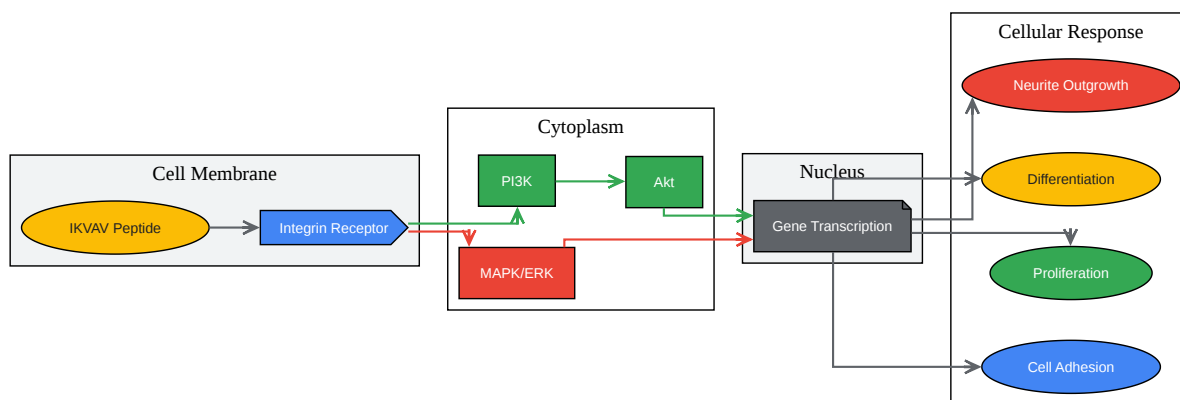 Cell Membrane
IKVAV Peptide
Integrin Receptor
Cytoplasm
PI3K
Akt
MAPK/ERK
Nucleus
Gene Transcription
Cellular Response
Neurite Outgrowth
Differentiation
Proliferation
Cell Adhesion